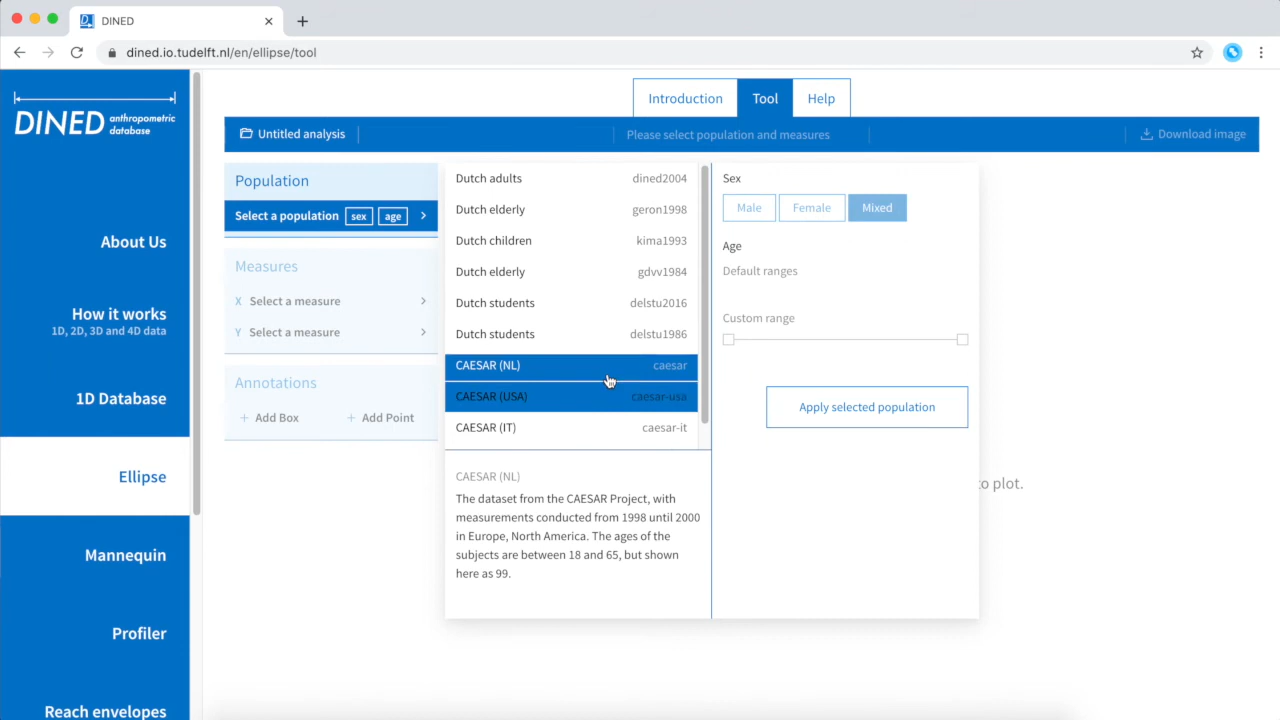 DINED
dined.io.tudelft.nl/en/ellipse/tool
DINED anthropometric database
About Us
How it works
1D, 2D, 3D and 4D data
1D Database
Ellipse
Mannequin
Profiler
Reach envelopes
Introduction
Tool
Help
Untitled analysis
Please select population and measures
Download image
Population
Select a population sex age
Measures
X Select a measure
Y Select a measure
Annotations
+ Add Box + Add Point
Dutch adults dined2004
Dutch elderly geron1998
Dutch children kima1993
Dutch elderly gdvv1984
Dutch students delstu2016
Dutch students delstu1986
CAESAR (NL) caesar
CAESAR (USA) caesar-usa
CAESAR (IT) caesar-it
CAESAR (NL)
The dataset from the CAESAR Project, with
measurements conducted from 1998 until 2000
in Europe, North America. The ages of the
subjects are between 18 and 65, but shown
here as 99.
Sex
Male Female Mixed
Age
Default ranges
Custom range
Apply selected population
to plot.